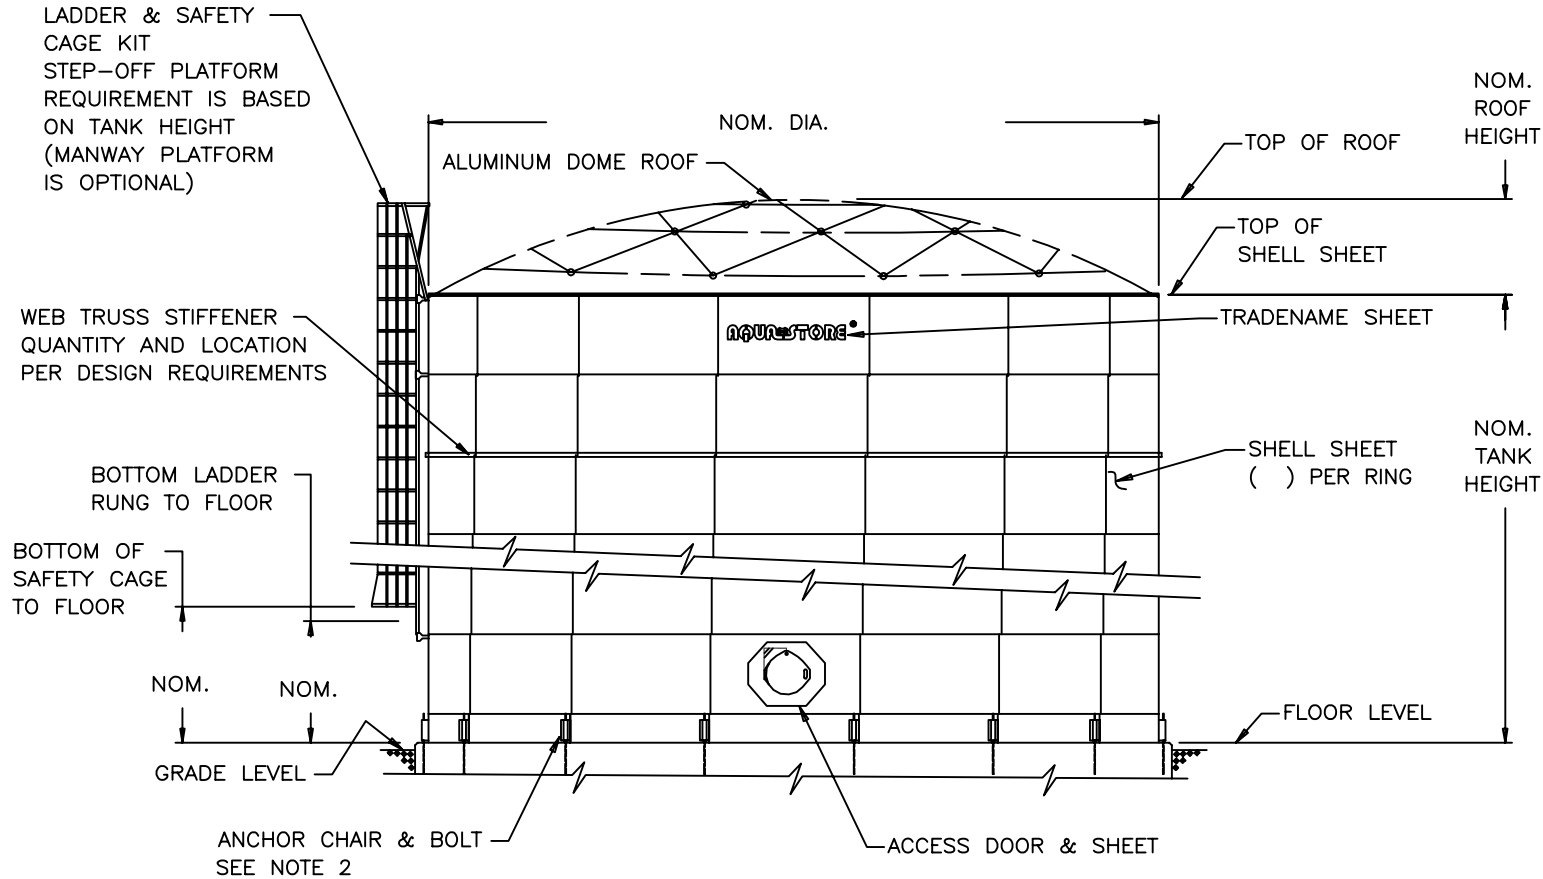 LADDER & SAFETY
CAGE KIT
STEP-OFF PLATFORM
REQUIREMENT IS BASED
ON TANK HEIGHT
(MANWAY PLATFORM
IS OPTIONAL)
NOM. DIA.
ALUMINUM DOME ROOF
NOM.
ROOF
HEIGHT
TOP OF ROOF
TOP OF
SHELL SHEET
WEB TRUSS STIFFENER
QUANTITY AND LOCATION
PER DESIGN REQUIREMENTS
AQUASTORE®
TRADENAME SHEET
NOM.
TANK
HEIGHT
SHELL SHEET
( ) PER RING
BOTTOM LADDER
RUNG TO FLOOR
BOTTOM OF
SAFETY CAGE
TO FLOOR
NOM.
NOM.
FLOOR LEVEL
GRADE LEVEL
ANCHOR CHAIR & BOLT
SEE NOTE 2
ACCESS DOOR & SHEET